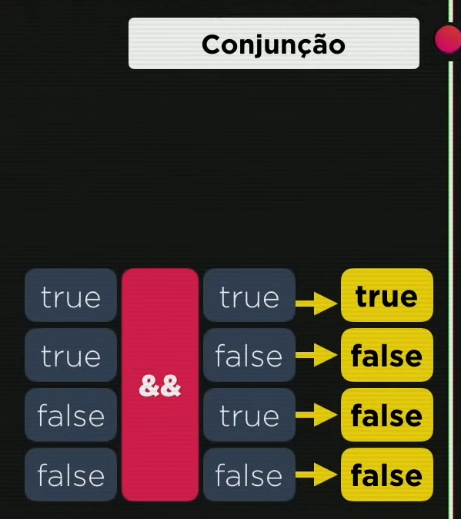 Conjunção
true true true
true false false
&&
false true false
false false false